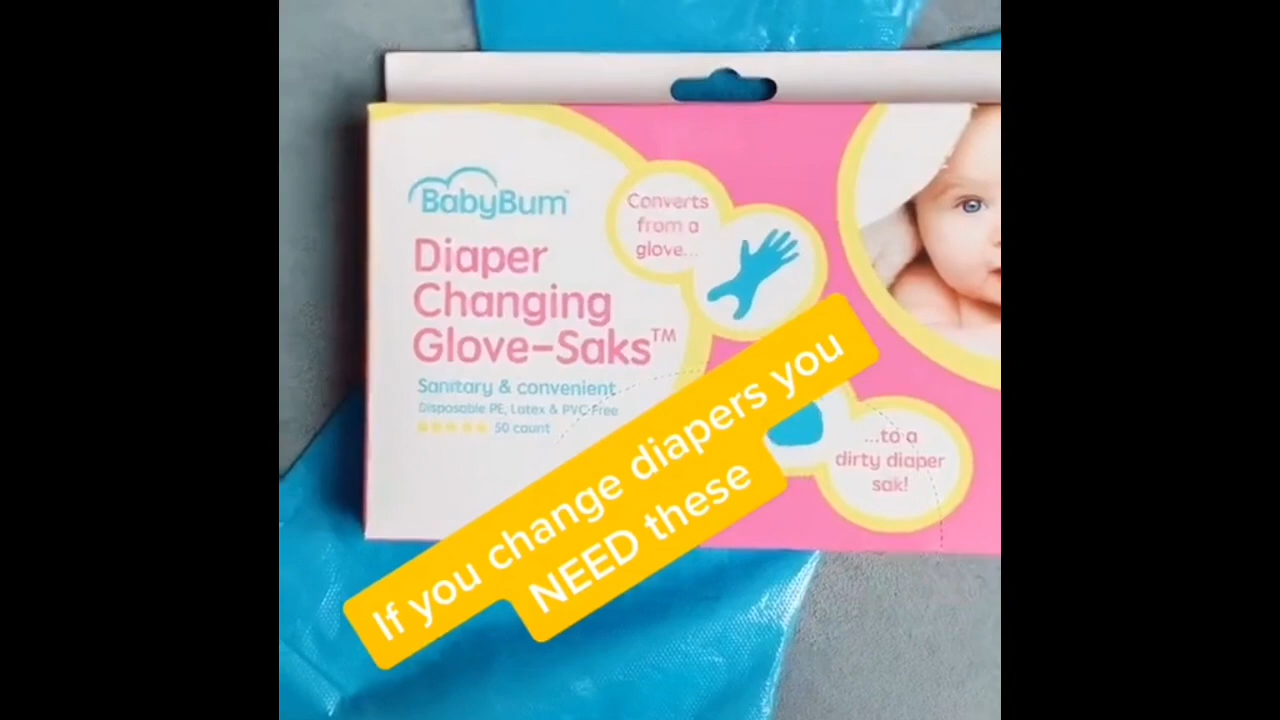 BabyBum™
Diaper
Changing
Glove-Saks™
Sanitary & convenient
Disposable PE, Latex & PVC Free
50 count
Converts
from a
glove...
...to a
dirty diaper
sak!
If you change diapers you
NEED these